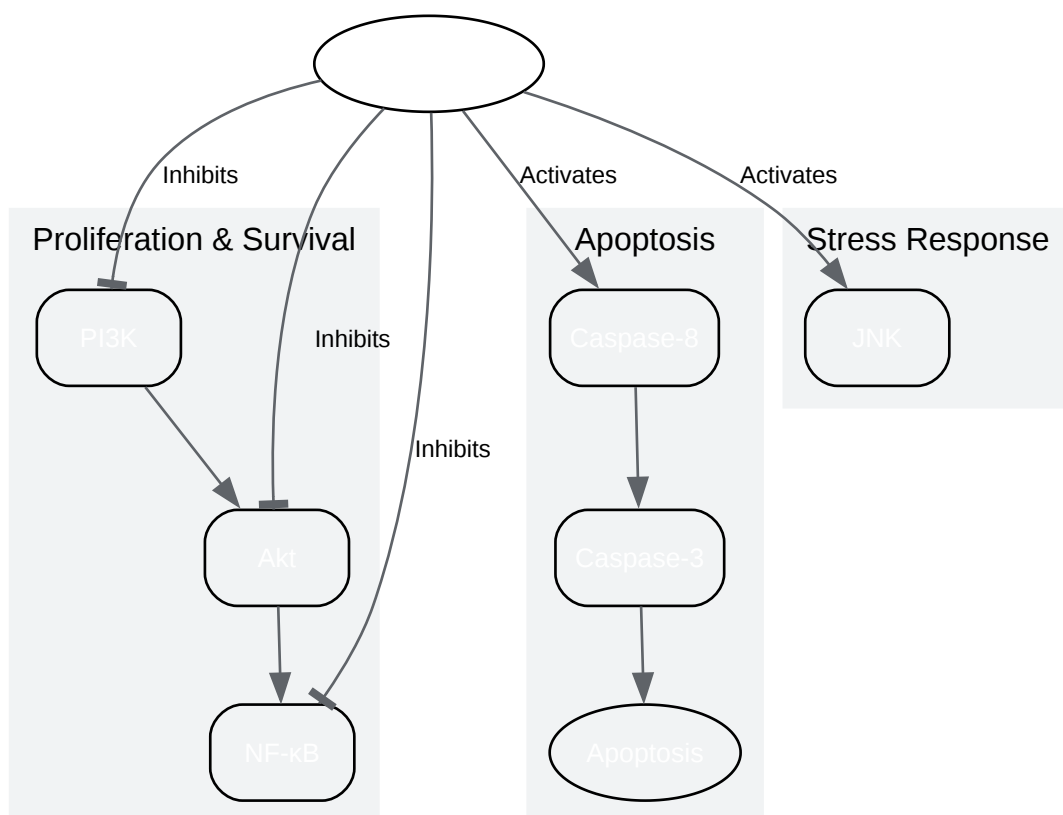 Inhibits
Activates
Activates
Proliferation & Survival
Apoptosis
Stress Response
PI3K
Inhibits
Caspase-8
JNK
Inhibits
Akt
Caspase-3
NF-κB
Apoptosis